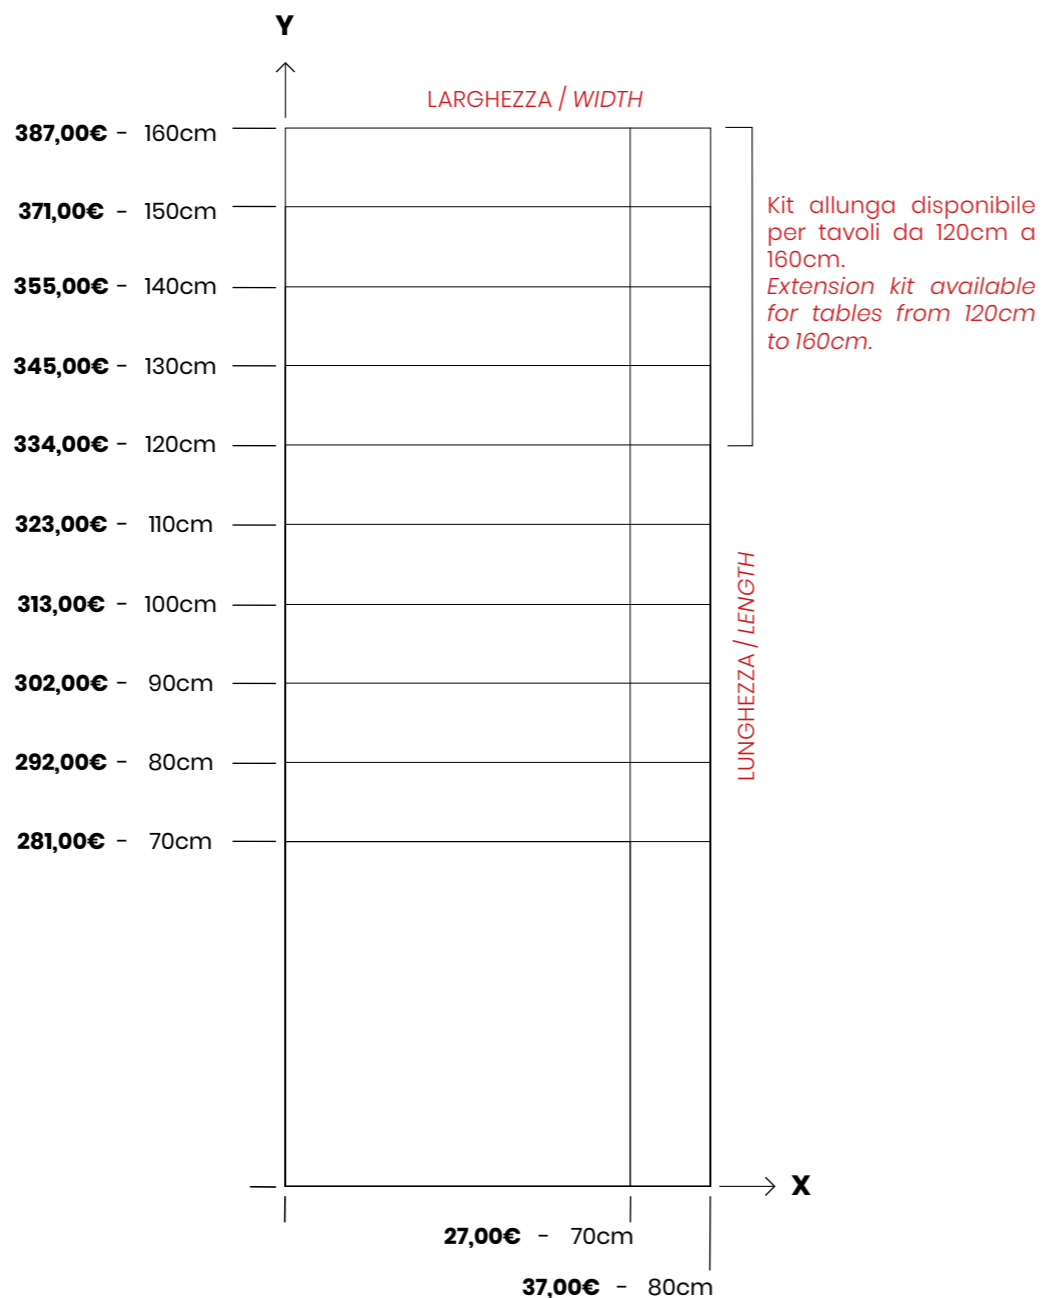 Y
LARGHEZZA / WIDTH
387,00€ - 160cm
371,00€ - 150cm
Kit allunga disponibile
per tavoli da 120cm a
160cm.
Extension kit available
for tables from 120cm
to 160cm.
355,00€ - 140cm
345,00€ - 130cm
334,00€ - 120cm
323,00€ - 110cm
313,00€ - 100cm
302,00€ - 90cm
292,00€ - 80cm
281,00€ - 70cm
LUNGHEZZA / LENGTH
X
27,00€ - 70cm
37,00€ - 80cm